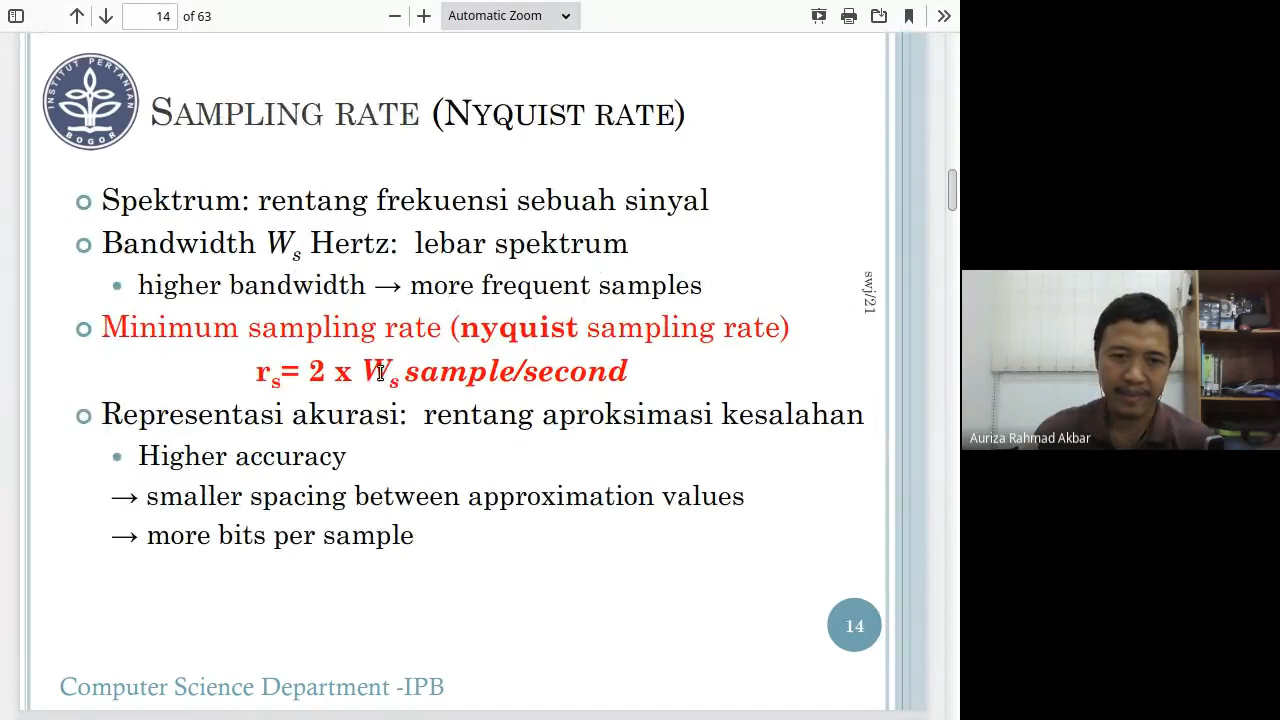 14 of 63
Automatic Zoom
INSTITUT PERTANIAN
BOGOR
SAMPLING RATE (NYQUIST RATE)
Spektrum: rentang frekuensi sebuah sinyal
Bandwidth Ws Hertz: lebar spektrum
higher bandwidth → more frequent samples
Minimum sampling rate (nyquist sampling rate)
rs= 2 x Ws sample/second
Representasi akurasi: rentang aproksimasi kesalahan
Higher accuracy
→ smaller spacing between approximation values
→ more bits per sample
swj/21
14
Computer Science Department -IPB
Auriza Rahmad Akbar